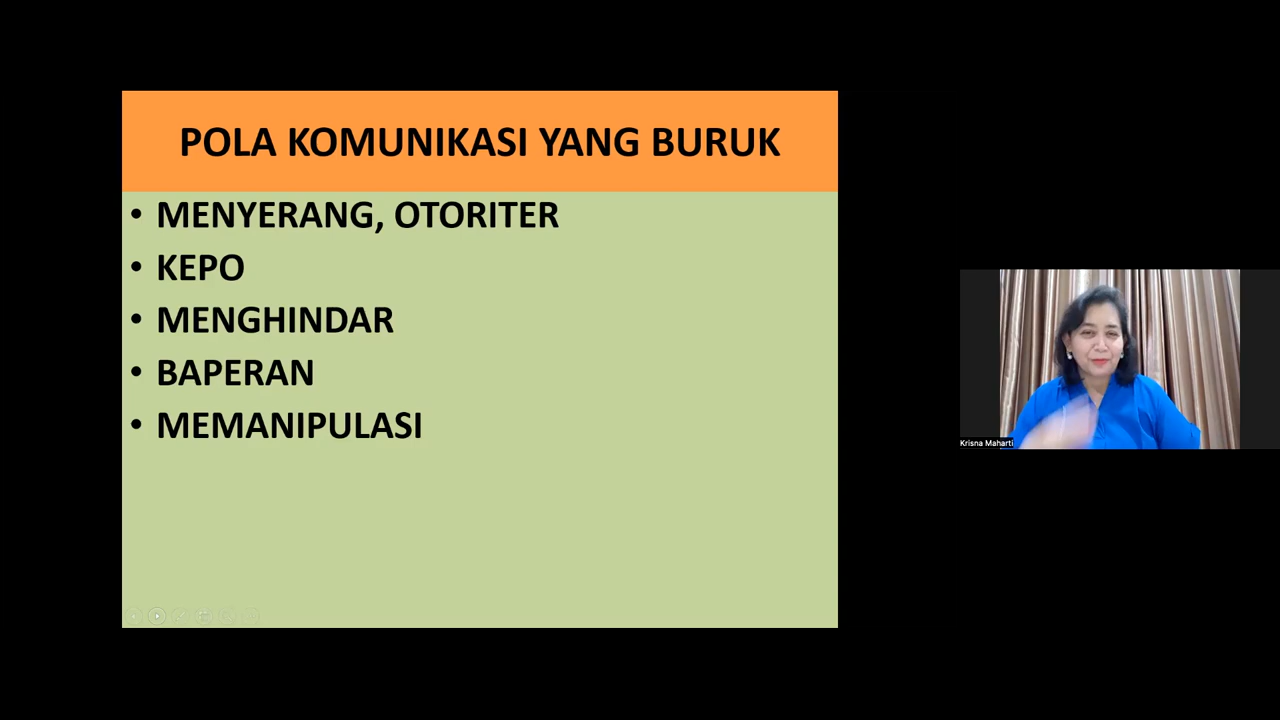 POLA KOMUNIKASI YANG BURUK
• MENYERANG, OTORITER
• KEPO
• MENGHINDAR
• BAPERAN
• MEMANIPULASI
Krisna Maharti